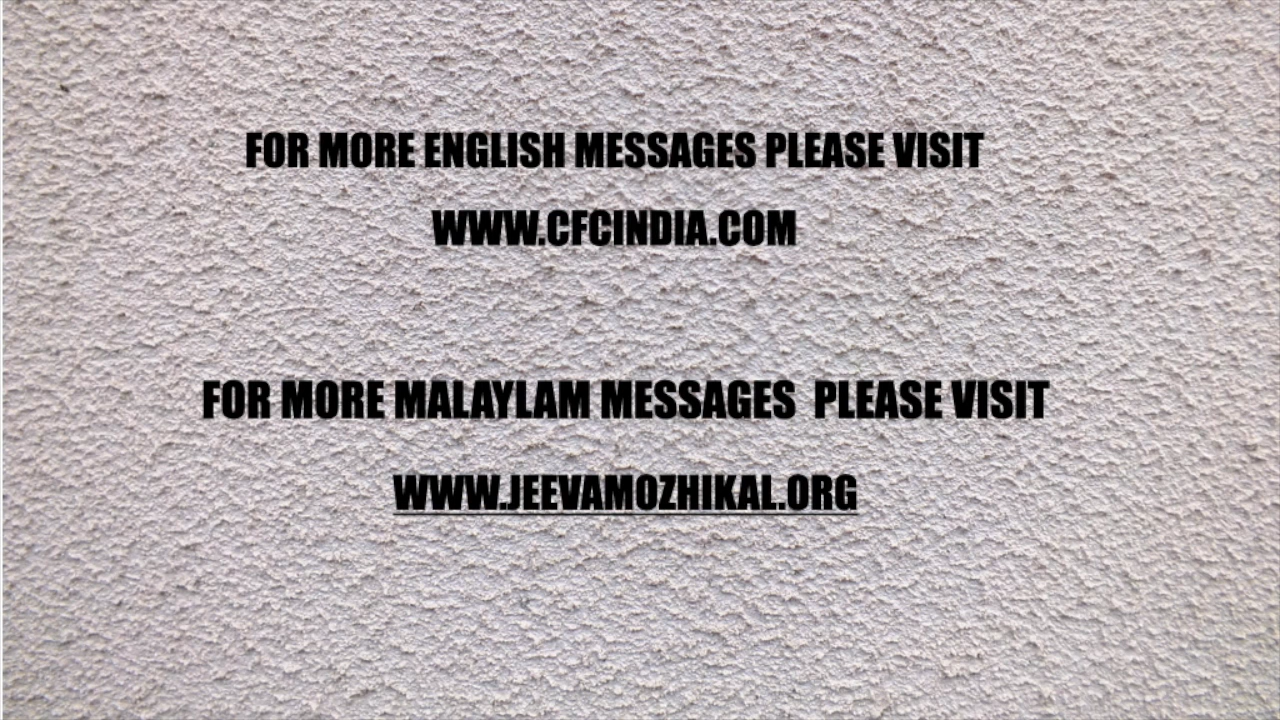 FOR MORE ENGLISH MESSAGES PLEASE VISIT
WWW.CFCINDIA.COM
FOR MORE MALAYLAM MESSAGES PLEASE VISIT
WWW.JEEVAMOZHIKAL.ORG